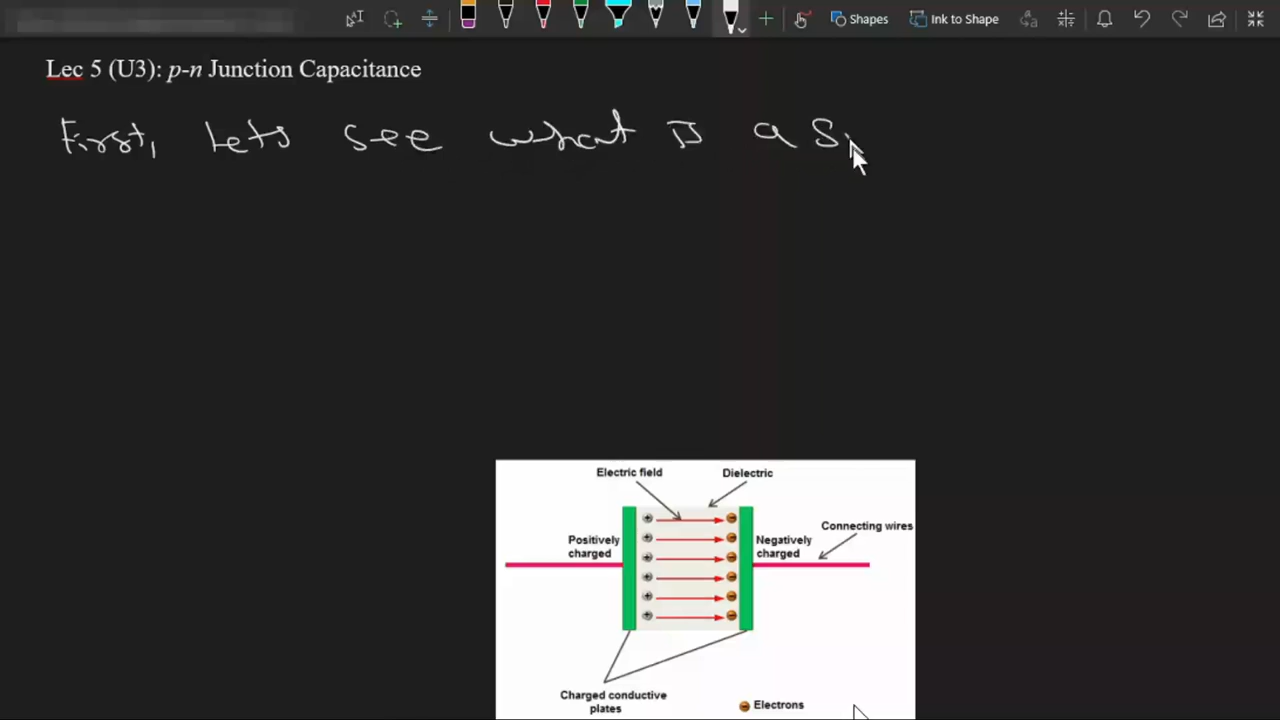 Shapes Ink to Shape
Lec 5 (U3): p-n Junction Capacitance
First, Lets see what is a Si
Electric field Dielectric
Connecting wires
Positively
charged
Negatively
charged
Charged conductive
plates
Electrons